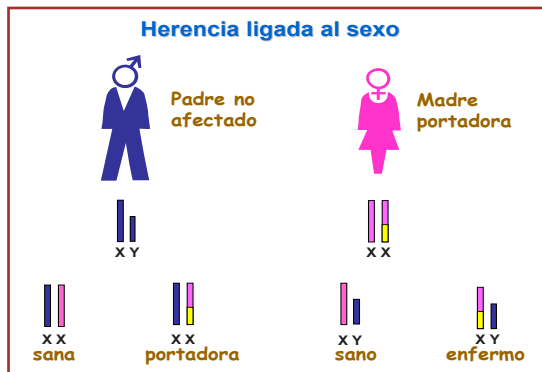 Herencia ligada al sexo
Padre no
afectado
Madre
portadora
X Y
X X
X X
X X
X Y
X Y
sana
portadora
sano
enfermo